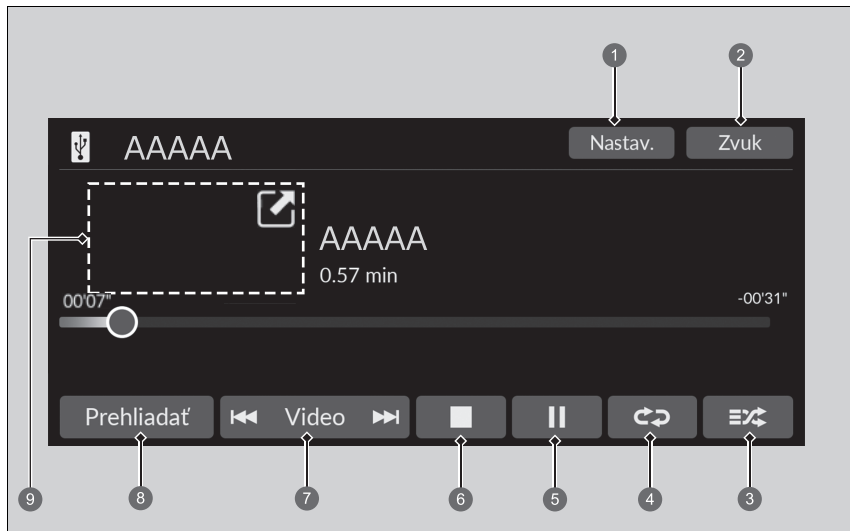 1 2
AAAAA Nastav. Zvuk
AAAAA
0.57 min
00'07" -00'31"
Prehliadať Video
9 8 7 6 5 4 3